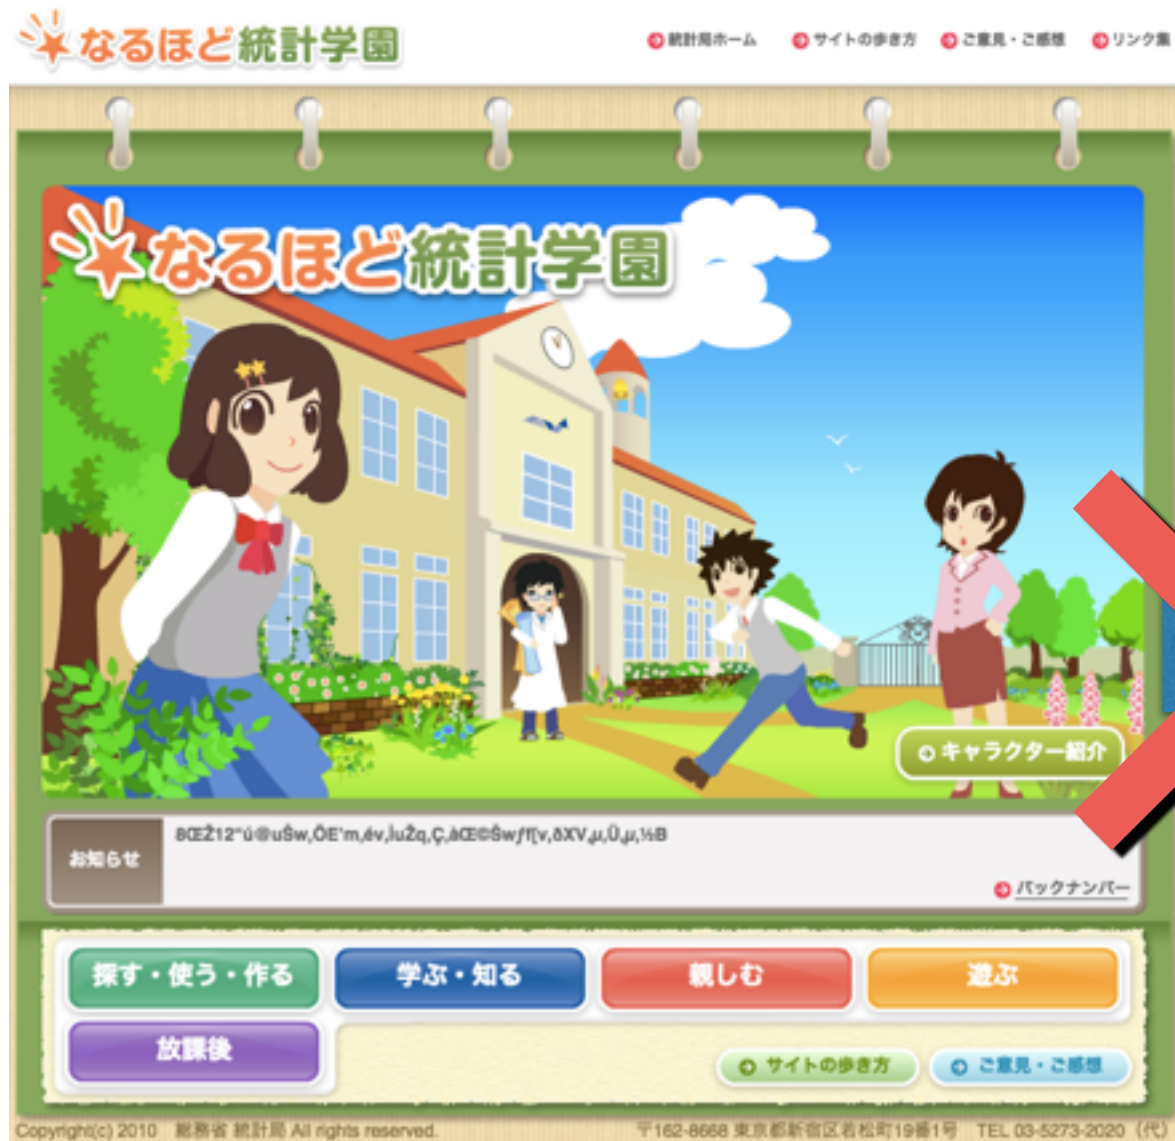 なるほど統計学園
統計局ホーム サイトの歩き方 ご意見・ご感想 リンク集
なるほど統計学園
キャラクター紹介
お知らせ
バックナンバー
探す・使う・作る 学ぶ・知る 親しむ 遊ぶ
放課後
サイトの歩き方 ご意見・ご感想
Copyright(c) 2010 総務省 統計局 All rights reserved. 〒162-8668 東京都新宿区若松町19番1号 TEL 03-5273-2020（代）